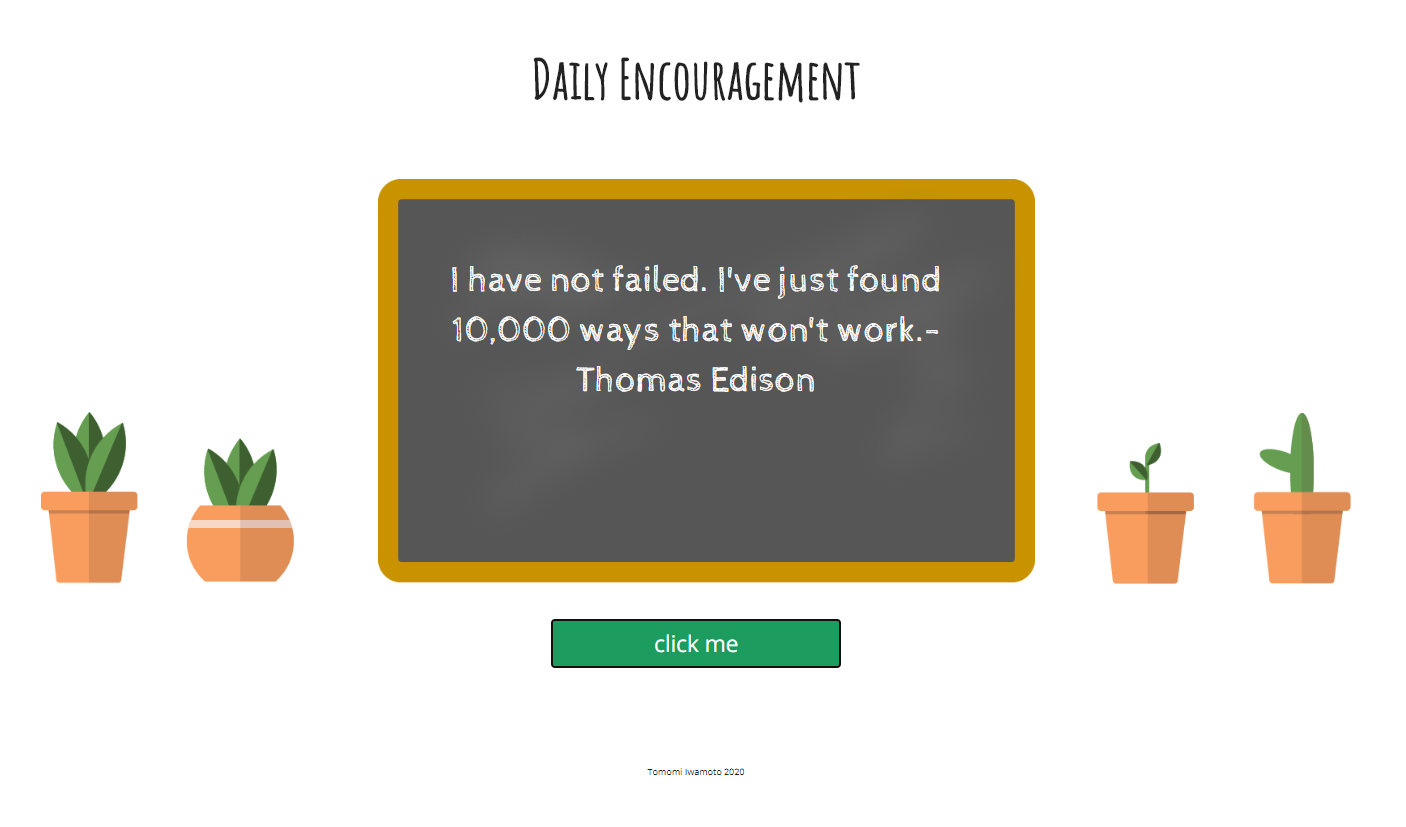 Daily Encouragement
I have not failed. I've just found
10,000 ways that won't work.-
Thomas Edison
click me
Tomomi Iwamoto 2020